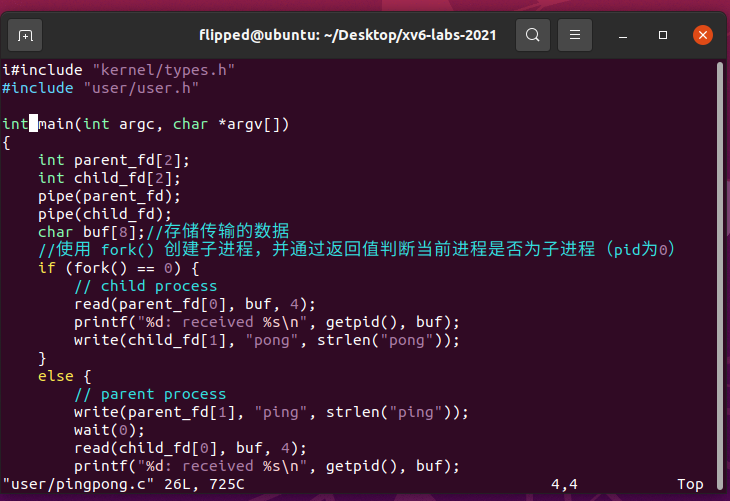 flipped@ubuntu: ~/Desktop/xv6-labs-2021
i#include "kernel/types.h"
#include "user/user.h"

int main(int argc, char *argv[])
{
    int parent_fd[2];
    int child_fd[2];
    pipe(parent_fd);
    pipe(child_fd);
    char buf[8];//存储传输的数据
    //使用 fork() 创建子进程，并通过返回值判断当前进程是否为子进程（pid为0）
    if (fork() == 0) {
        // child process
        read(parent_fd[0], buf, 4);
        printf("%d: received %s\n", getpid(), buf);
        write(child_fd[1], "pong", strlen("pong"));
    }
    else {
        // parent process
        write(parent_fd[1], "ping", strlen("ping"));
        wait(0);
        read(child_fd[0], buf, 4);
        printf("%d: received %s\n", getpid(), buf);
"user/pingpong.c" 26L, 725C 4,4 Top